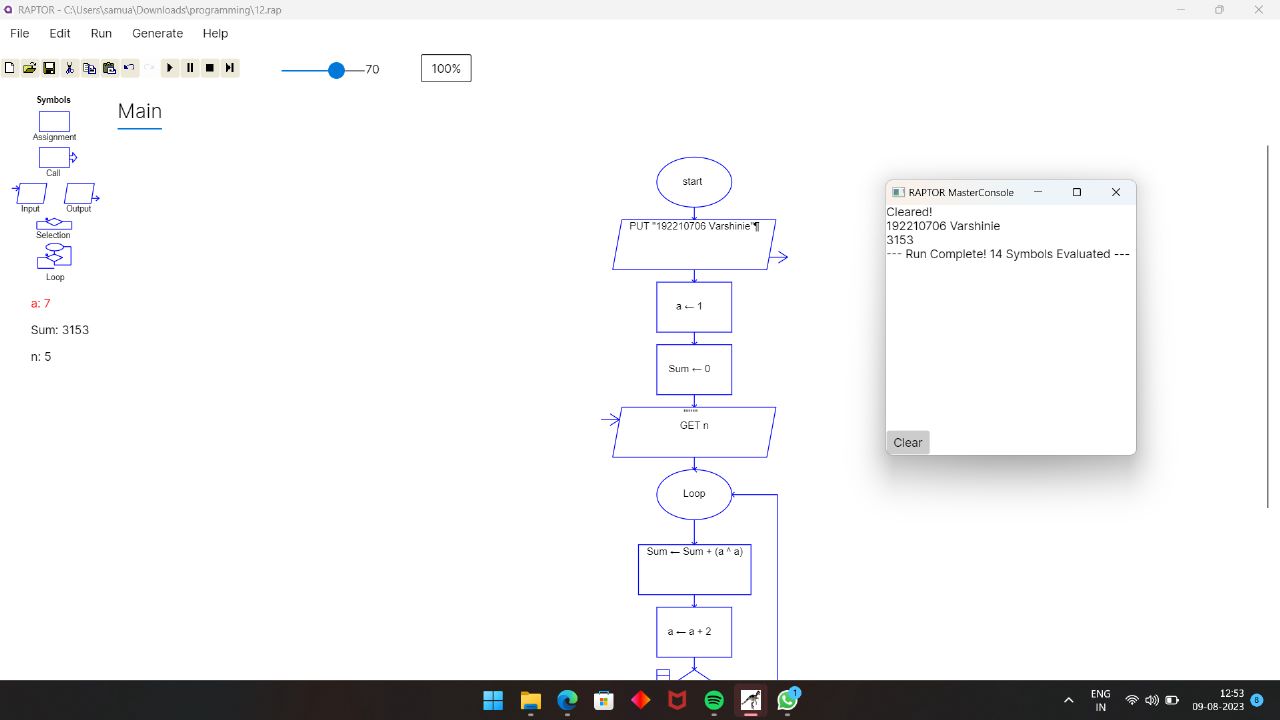 RAPTOR - C:\Users\samua\Downloads\programming\12.rap
File Edit Run Generate Help
70
100%
Symbols
Assignment
Call
Input Output
Selection
Loop
a: 7
Sum: 3153
n: 5
Main
start
PUT "192210706 Varshinie"¶
a ← 1
Sum ← 0
GET n
Loop
Sum ← Sum + (a ^ a)
a ← a + 2
RAPTOR MasterConsole
Cleared!
192210706 Varshinie
3153
--- Run Complete! 14 Symbols Evaluated ---
Clear
1
ENG
IN
12:53
09-08-2023
8